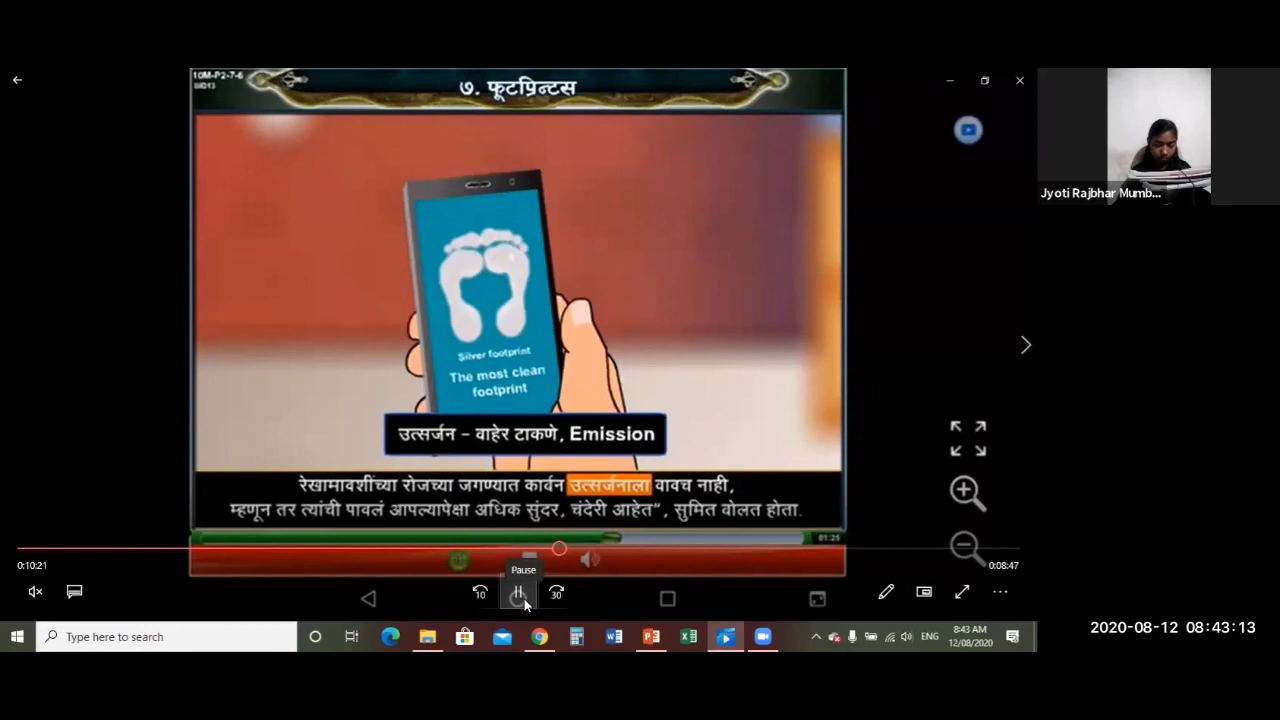 10M-P2-7-6
७. फूटप्रिन्टस
Jyoti Rajbhar Mumb...
Silver footprint
The most clean
footprint
उत्सर्जन – बाहेर टाकणे, Emission
रेखामावशींच्या रोजच्या जगण्यात कार्बन उत्सर्जनाला वावच नाही,
म्हणून तर त्यांची पावलं आपल्यापेक्षा अधिक सुंदर, चंदेरी आहेत”, सुमित बोलत होता.
01:25
0:10:21
0:08:47
Pause
10
30
Type here to search
ENG
8:43 AM
12/08/2020
2020-08-12 08:43:13